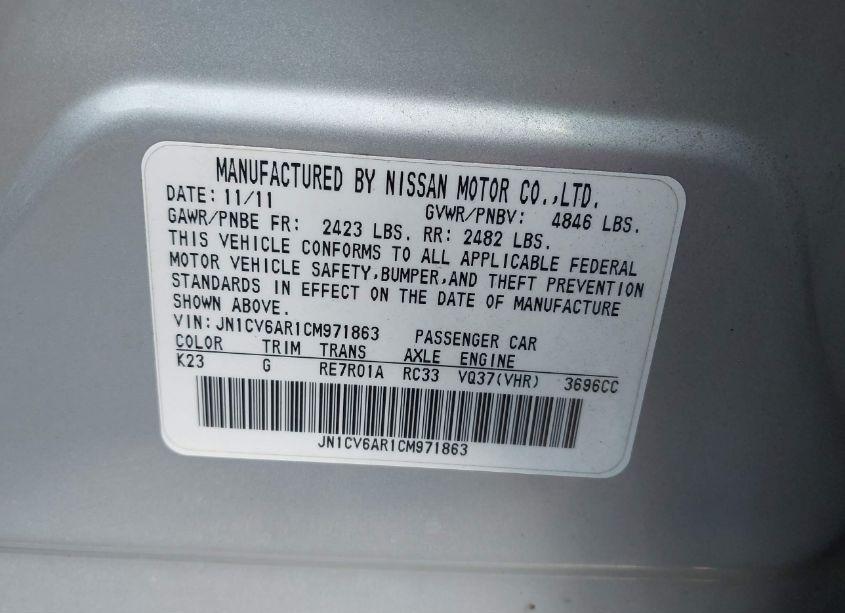 MANUFACTURED BY NISSAN MOTOR CO.,LTD.
DATE: 11/11 GVWR/PNBV: 4846 LBS.
GAWR/PNBE FR: 2423 LBS. RR: 2482 LBS.
THIS VEHICLE CONFORMS TO ALL APPLICABLE FEDERAL
MOTOR VEHICLE SAFETY,BUMPER,AND THEFT PREVENTION
STANDARDS IN EFFECT ON THE DATE OF MANUFACTURE
SHOWN ABOVE.
VIN: JN1CV6AR1CM971863 PASSENGER CAR
COLOR TRIM TRANS AXLE ENGINE
K23 G RE7R01A RC33 VQ37(VHR) 3696CC
JN1CV6AR1CM971863